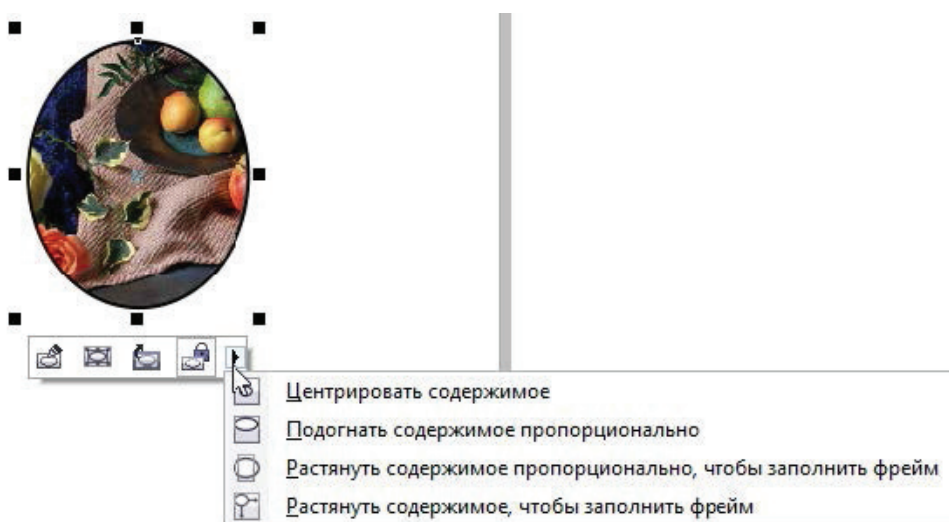 Центрировать содержимое
Подогнать содержимое пропорционально
Растянуть содержимое пропорционально, чтобы заполнить фрейм
Растянуть содержимое, чтобы заполнить фрейм